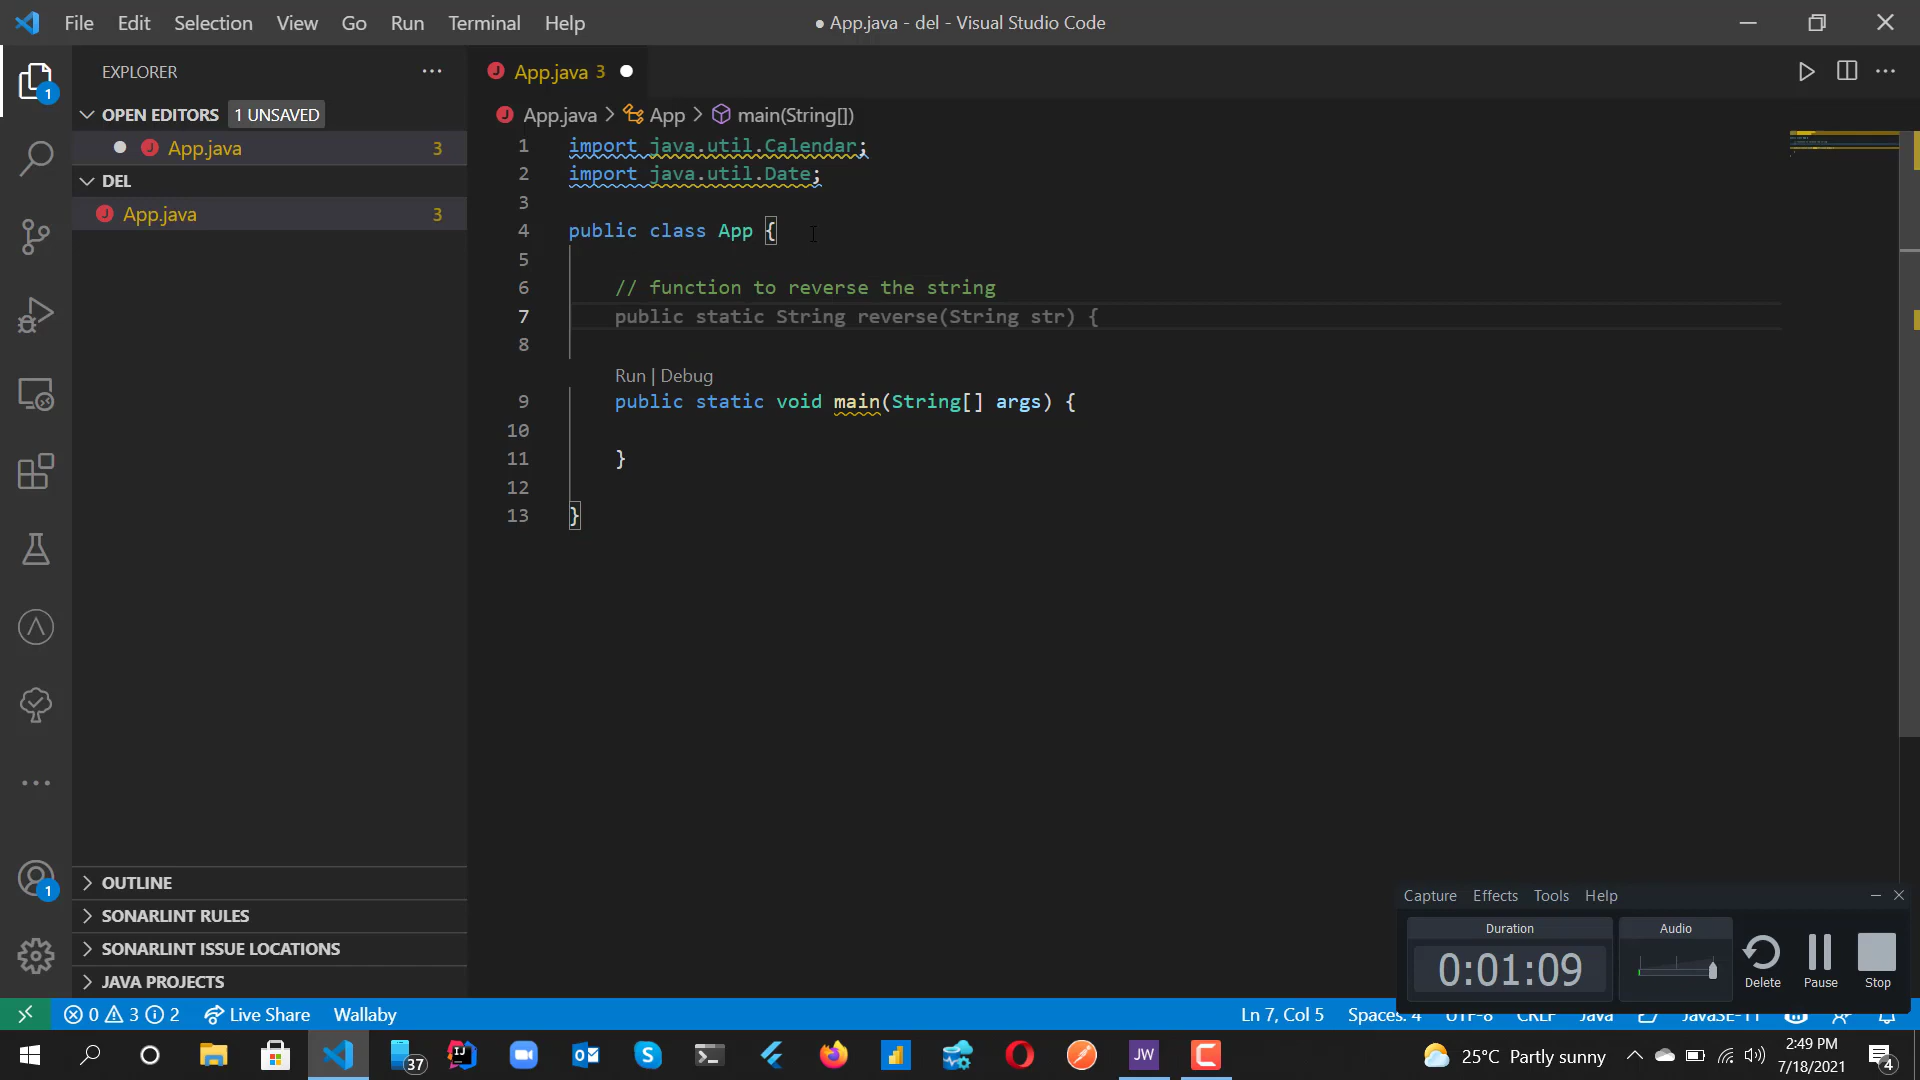 File Edit Selection View Go Run Terminal Help
● App.java - del - Visual Studio Code
EXPLORER
App.java 3
1
OPEN EDITORS 1 UNSAVED
App.java > App > main(String[])
App.java 3
DEL
App.java 3
1 import java.util.Calendar;
2 import java.util.Date;
3
4 public class App {
5
6 // function to reverse the string
7 public static String reverse(String str) {
8
Run | Debug
9 public static void main(String[] args) {
10
11 }
12
13 }
OUTLINE
1
SONARLINT RULES
SONARLINT ISSUE LOCATIONS
JAVA PROJECTS
Capture Effects Tools Help
Duration Audio
0:01:09
Delete Pause Stop
0 3 2 Live Share Wallaby
Ln 7, Col 5 Spaces: 4 UTF-8 CRLF Java JavaSE-11
37
JW
25°C Partly sunny
2:49 PM
7/18/2021
4